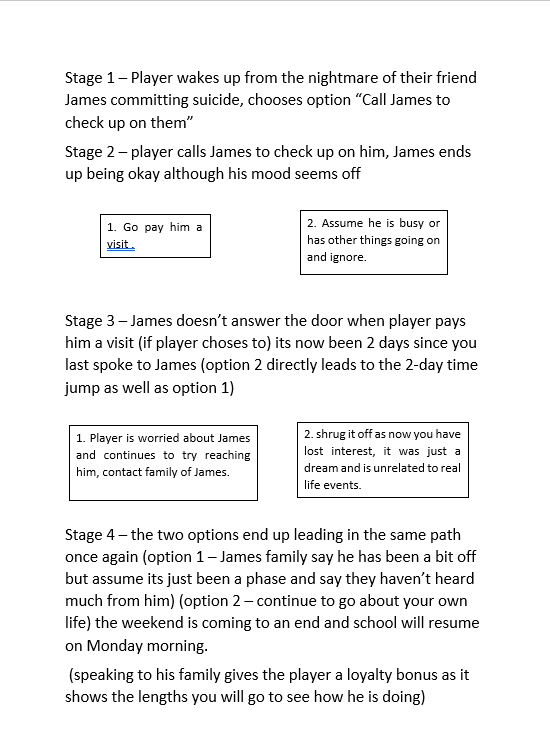 Stage 1 – Player wakes up from the nightmare of their friend
James committing suicide, chooses option “Call James to
check up on them”
Stage 2 – player calls James to check up on him, James ends
up being okay although his mood seems off
1. Go pay him a
visit .
2. Assume he is busy or
has other things going on
and ignore.
Stage 3 – James doesn’t answer the door when player pays
him a visit (if player choses to) its now been 2 days since you
last spoke to James (option 2 directly leads to the 2-day time
jump as well as option 1)
1. Player is worried about James
and continues to try reaching
him, contact family of James.
2. shrug it off as now you have
lost interest, it was just a
dream and is unrelated to real
life events.
Stage 4 – the two options end up leading in the same path
once again (option 1 – James family say he has been a bit off
but assume its just been a phase and say they haven’t heard
much from him) (option 2 – continue to go about your own
life) the weekend is coming to an end and school will resume
on Monday morning.
(speaking to his family gives the player a loyalty bonus as it
shows the lengths you will go to see how he is doing)